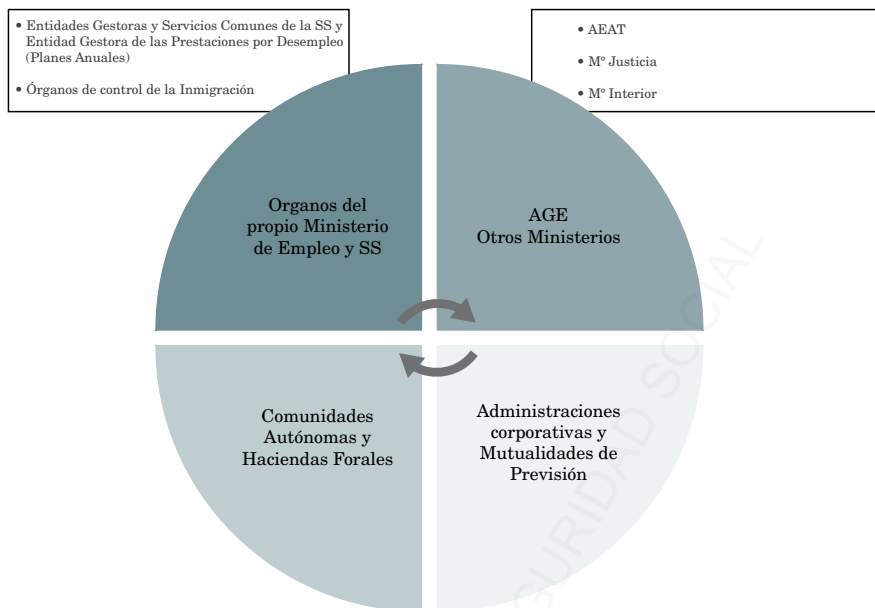 • Entidades Gestoras y Servicios Comunes de la SS y
Entidad Gestora de las Prestaciones por Desempleo
(Planes Anuales)
• Órganos de control de la Inmigración
• AEAT
• Mº Justicia
• Mº Interior
Organos del
propio Ministerio
de Empleo y SS
AGE
Otros Ministerios
Comunidades
Autónomas y
Haciendas Forales
Administraciones
corporativas y
Mutualidades de
Previsión
GURIDAD SOCIAL